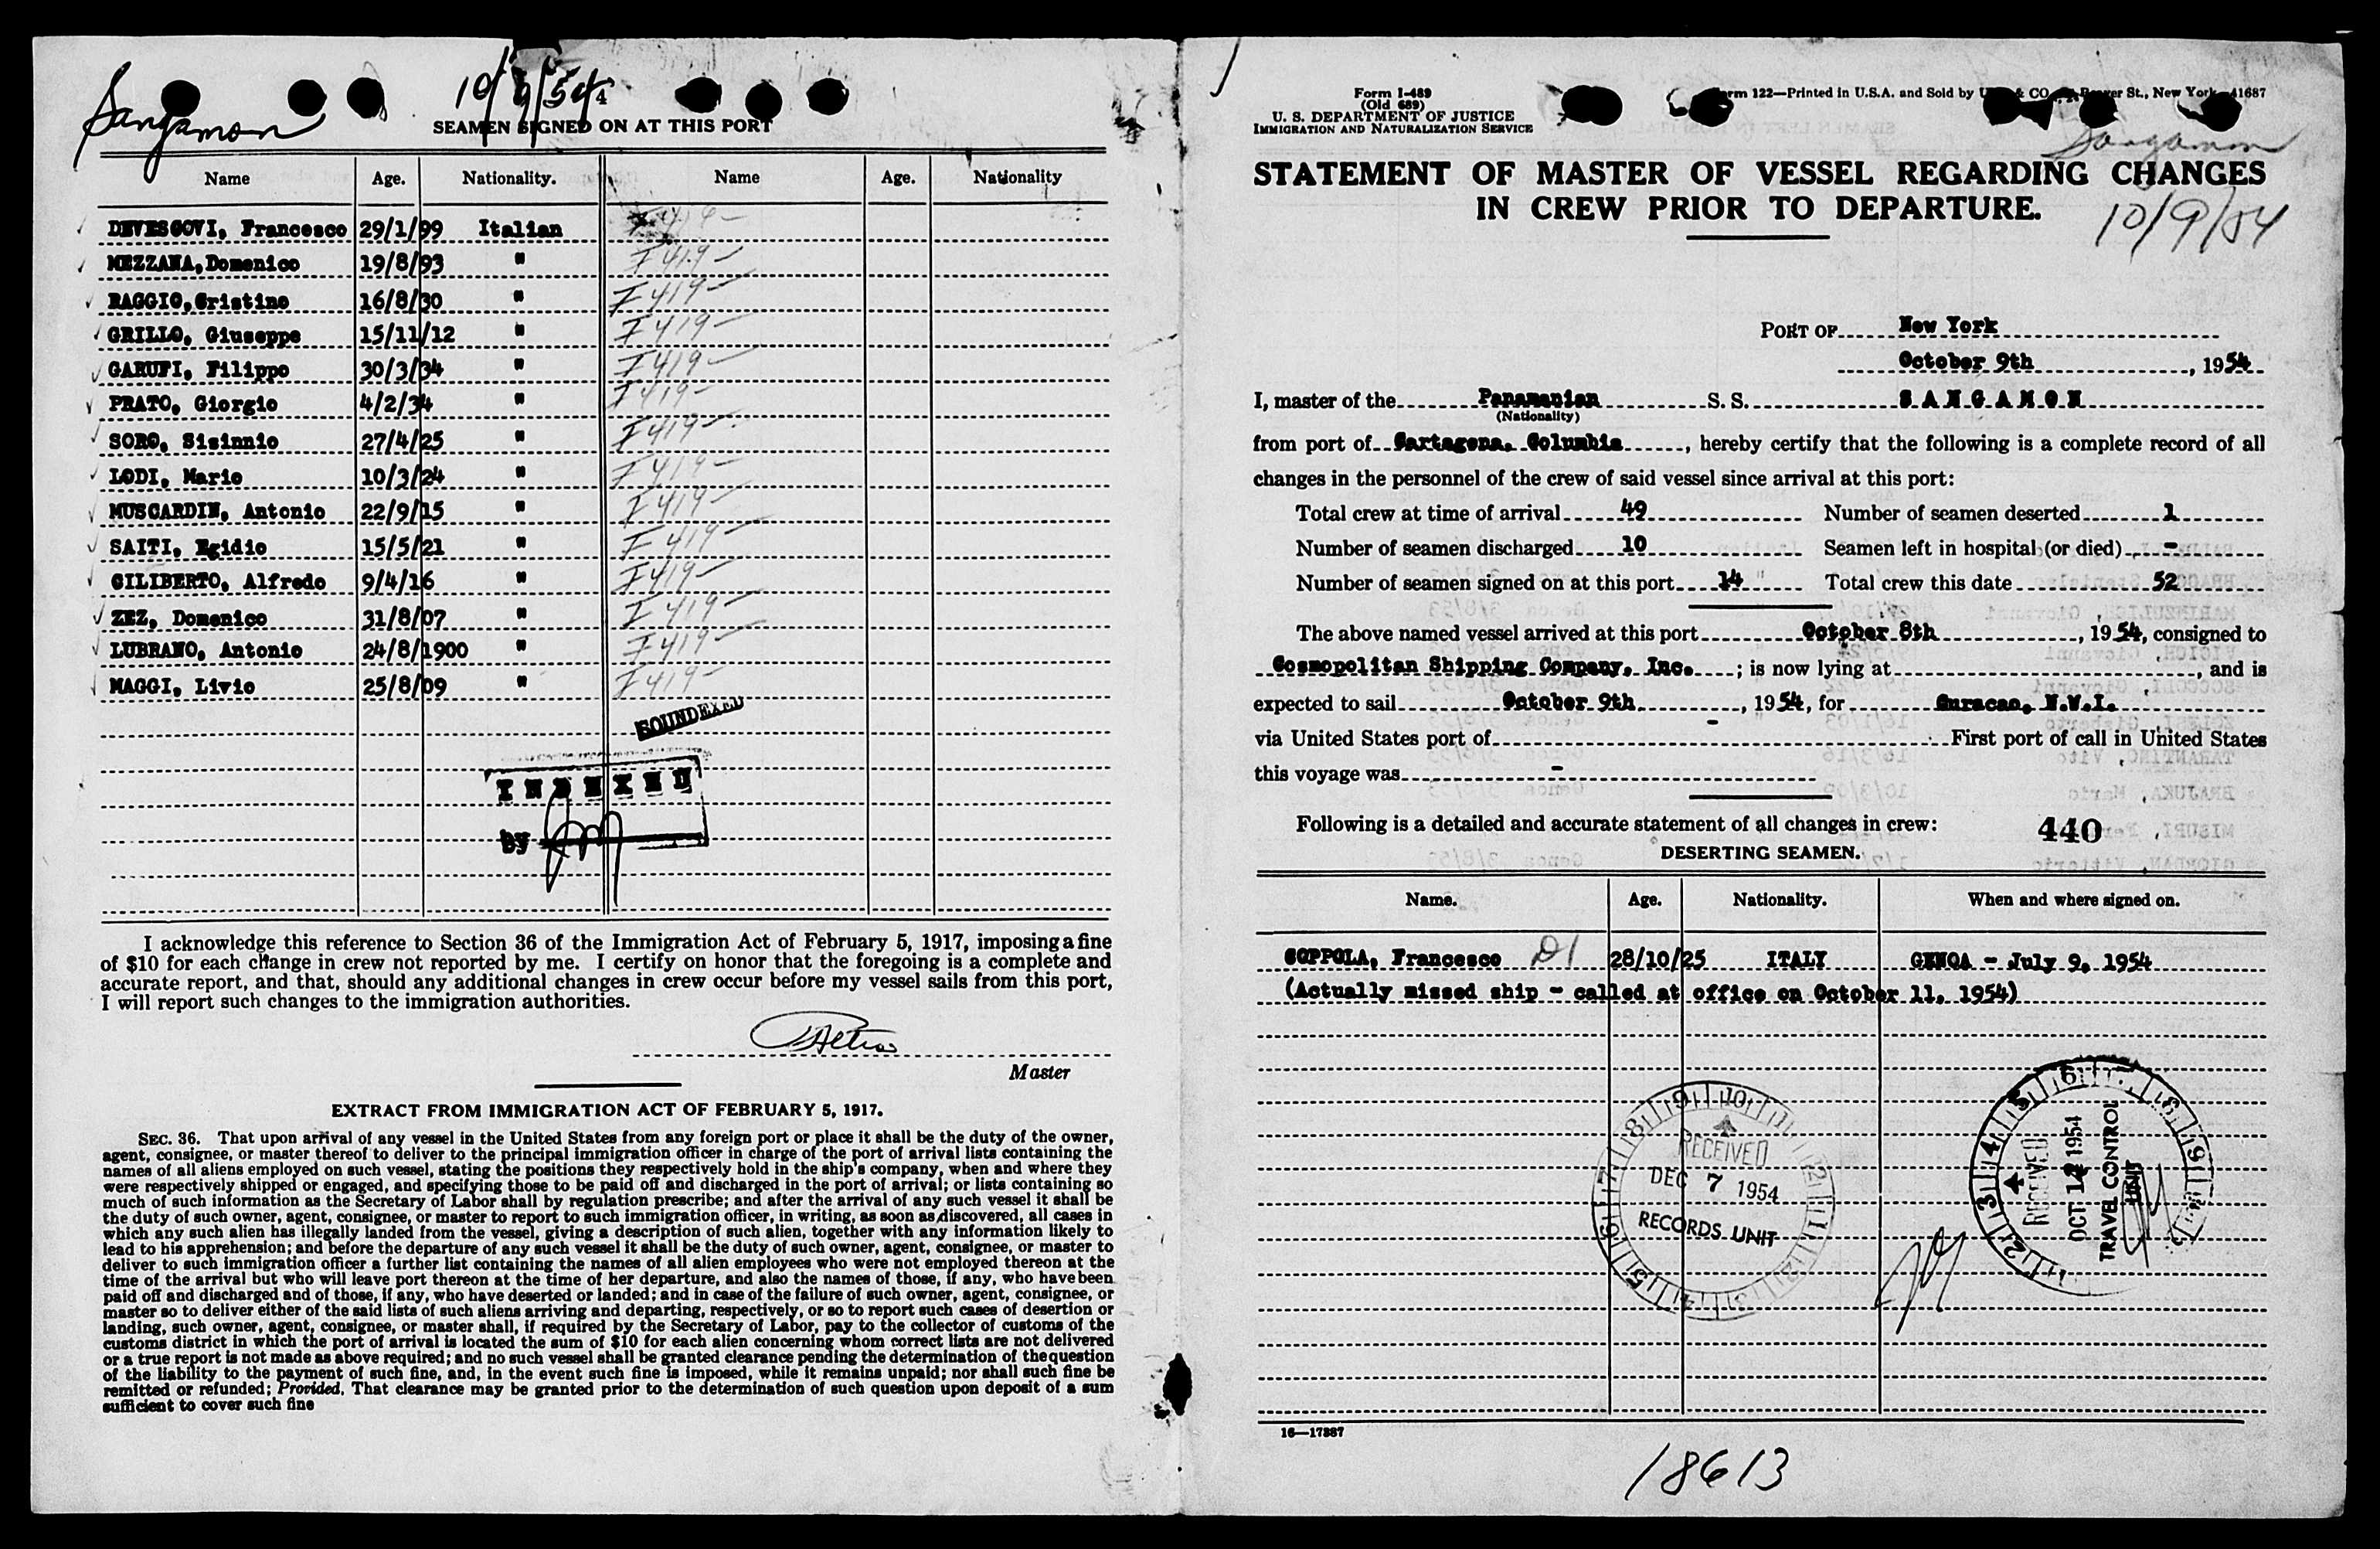 Sangamon
10/9/54
SEAMEN SIGNED ON AT THIS PORT
Name Age. Nationality. Name Age. Nationality
DEVESCOVI, Francesco 29/1/99 Italian I 419
MEZZANA, Domenico 19/8/93 " I 419
RAGGIO, Cristino 16/8/30 " I 419
GRILLO, Giuseppe 15/11/12 " I 419
GARUFI, Filippo 30/3/34 " I 419
PRATO, Giorgio 4/2/34 " I 419
SORO, Sisinnio 27/4/25 " I 419
LODI, Mario 10/3/24 " I 419
MUSCARDIN, Antonio 22/9/15 " I 419
SAITI, Egidio 15/5/21 " I 419
GILIBERTO, Alfredo 9/4/16 " I 419
ZEZ, Domenico 31/8/07 " I 419
LUBRANO, Antonio 24/8/1900 " I 419
MAGGI, Livio 25/8/09 " I 419
SOUNDEXED
INDEXED
by
I acknowledge this reference to Section 36 of the Immigration Act of February 5, 1917, imposing a fine
of $10 for each change in crew not reported by me. I certify on honor that the foregoing is a complete and
accurate report, and that, should any additional changes in crew occur before my vessel sails from this port,
I will report such changes to the immigration authorities.
Master
EXTRACT FROM IMMIGRATION ACT OF FEBRUARY 5, 1917.
SEC. 36. That upon arrival of any vessel in the United States from any foreign port or place it shall be the duty of the owner,
agent, consignee, or master thereof to deliver to the principal immigration officer in charge of the port of arrival lists containing the
names of all aliens employed on such vessel, stating the positions they respectively hold in the ship's company, when and where they
were respectively shipped or engaged, and specifying those to be paid off and discharged in the port of arrival; or lists containing so
much of such information as the Secretary of Labor shall by regulation prescribe; and after the arrival of any such vessel it shall be
the duty of such owner, agent, consignee, or master to report to such immigration officer, in writing, as soon as discovered, all cases in
which any such alien has illegally landed from the vessel, giving a description of such alien, together with any information likely to
lead to his apprehension; and before the departure of any such vessel it shall be the duty of such owner, agent, consignee, or master to
deliver to such immigration officer a further list containing the names of all alien employees who were not employed thereon at the
time of the arrival but who will leave port thereon at the time of her departure, and also the names of those, if any, who have been
paid off and discharged and of those, if any, who have deserted or landed; and in case of the failure of such owner, agent, consignee, or
master so to deliver either of the said lists of such aliens arriving and departing, respectively, or so to report such cases of desertion or
landing, such owner, agent, consignee, or master shall, if required by the Secretary of Labor, pay to the collector of customs of the
customs district in which the port of arrival is located the sum of $10 for each alien concerning whom correct lists are not delivered
or a true report is not made as above required; and no such vessel shall be granted clearance pending the determination of the question
of the liability to the payment of such fine, and, in the event such fine is imposed, while it remains unpaid; nor shall such fine be
remitted or refunded; Provided, That clearance may be granted prior to the determination of such question upon deposit of a sum
sufficient to cover such fine
Form I-489
(Old 689)
U. S. DEPARTMENT OF JUSTICE
IMMIGRATION AND NATURALIZATION SERVICE
122—Printed in U.S.A. and Sold by & CO. St., New York 41687
Sangamon
STATEMENT OF MASTER OF VESSEL REGARDING CHANGES
IN CREW PRIOR TO DEPARTURE.
10/9/54
PORT OF New York
October 9th, 1954
I, master of the Panamanian S. S. SANGAMON
(Nationality)
from port of Cartagena, Columbia, hereby certify that the following is a complete record of all
changes in the personnel of the crew of said vessel since arrival at this port:
Total crew at time of arrival 49 Number of seamen deserted 1
Number of seamen discharged 10 Seamen left in hospital (or died) -
Number of seamen signed on at this port 14 Total crew this date 52
The above named vessel arrived at this port October 8th, 1954, consigned to
Cosmopolitan Shipping Company, Inc.; is now lying at , and is
expected to sail October 9th, 1954, for Curacao, N.W.I.
via United States port of - First port of call in United States
this voyage was -
Following is a detailed and accurate statement of all changes in crew: 440
DESERTING SEAMEN.
Name. Age. Nationality. When and where signed on.
COPPOLA, Francesco D1 28/10/25 ITALY GENOA - July 9, 1954
(Actually missed ship - called at office on October 11, 1954)
RECEIVED
DEC 7 1954
RECORDS UNIT
RECEIVED
OCT 12 1954
TRAVEL CONTROL
UNIT
16—17887
18613